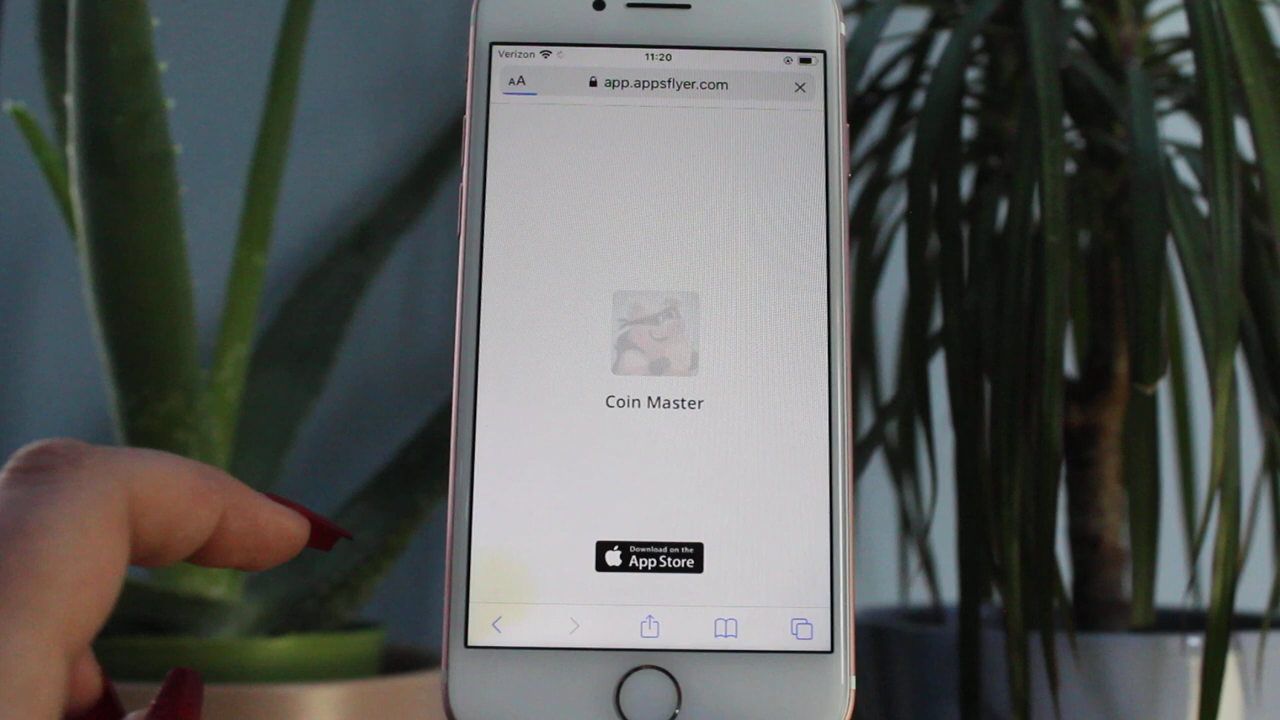 Verizon
11:20
AA
app.appsflyer.com
Coin Master
Download on the
App Store